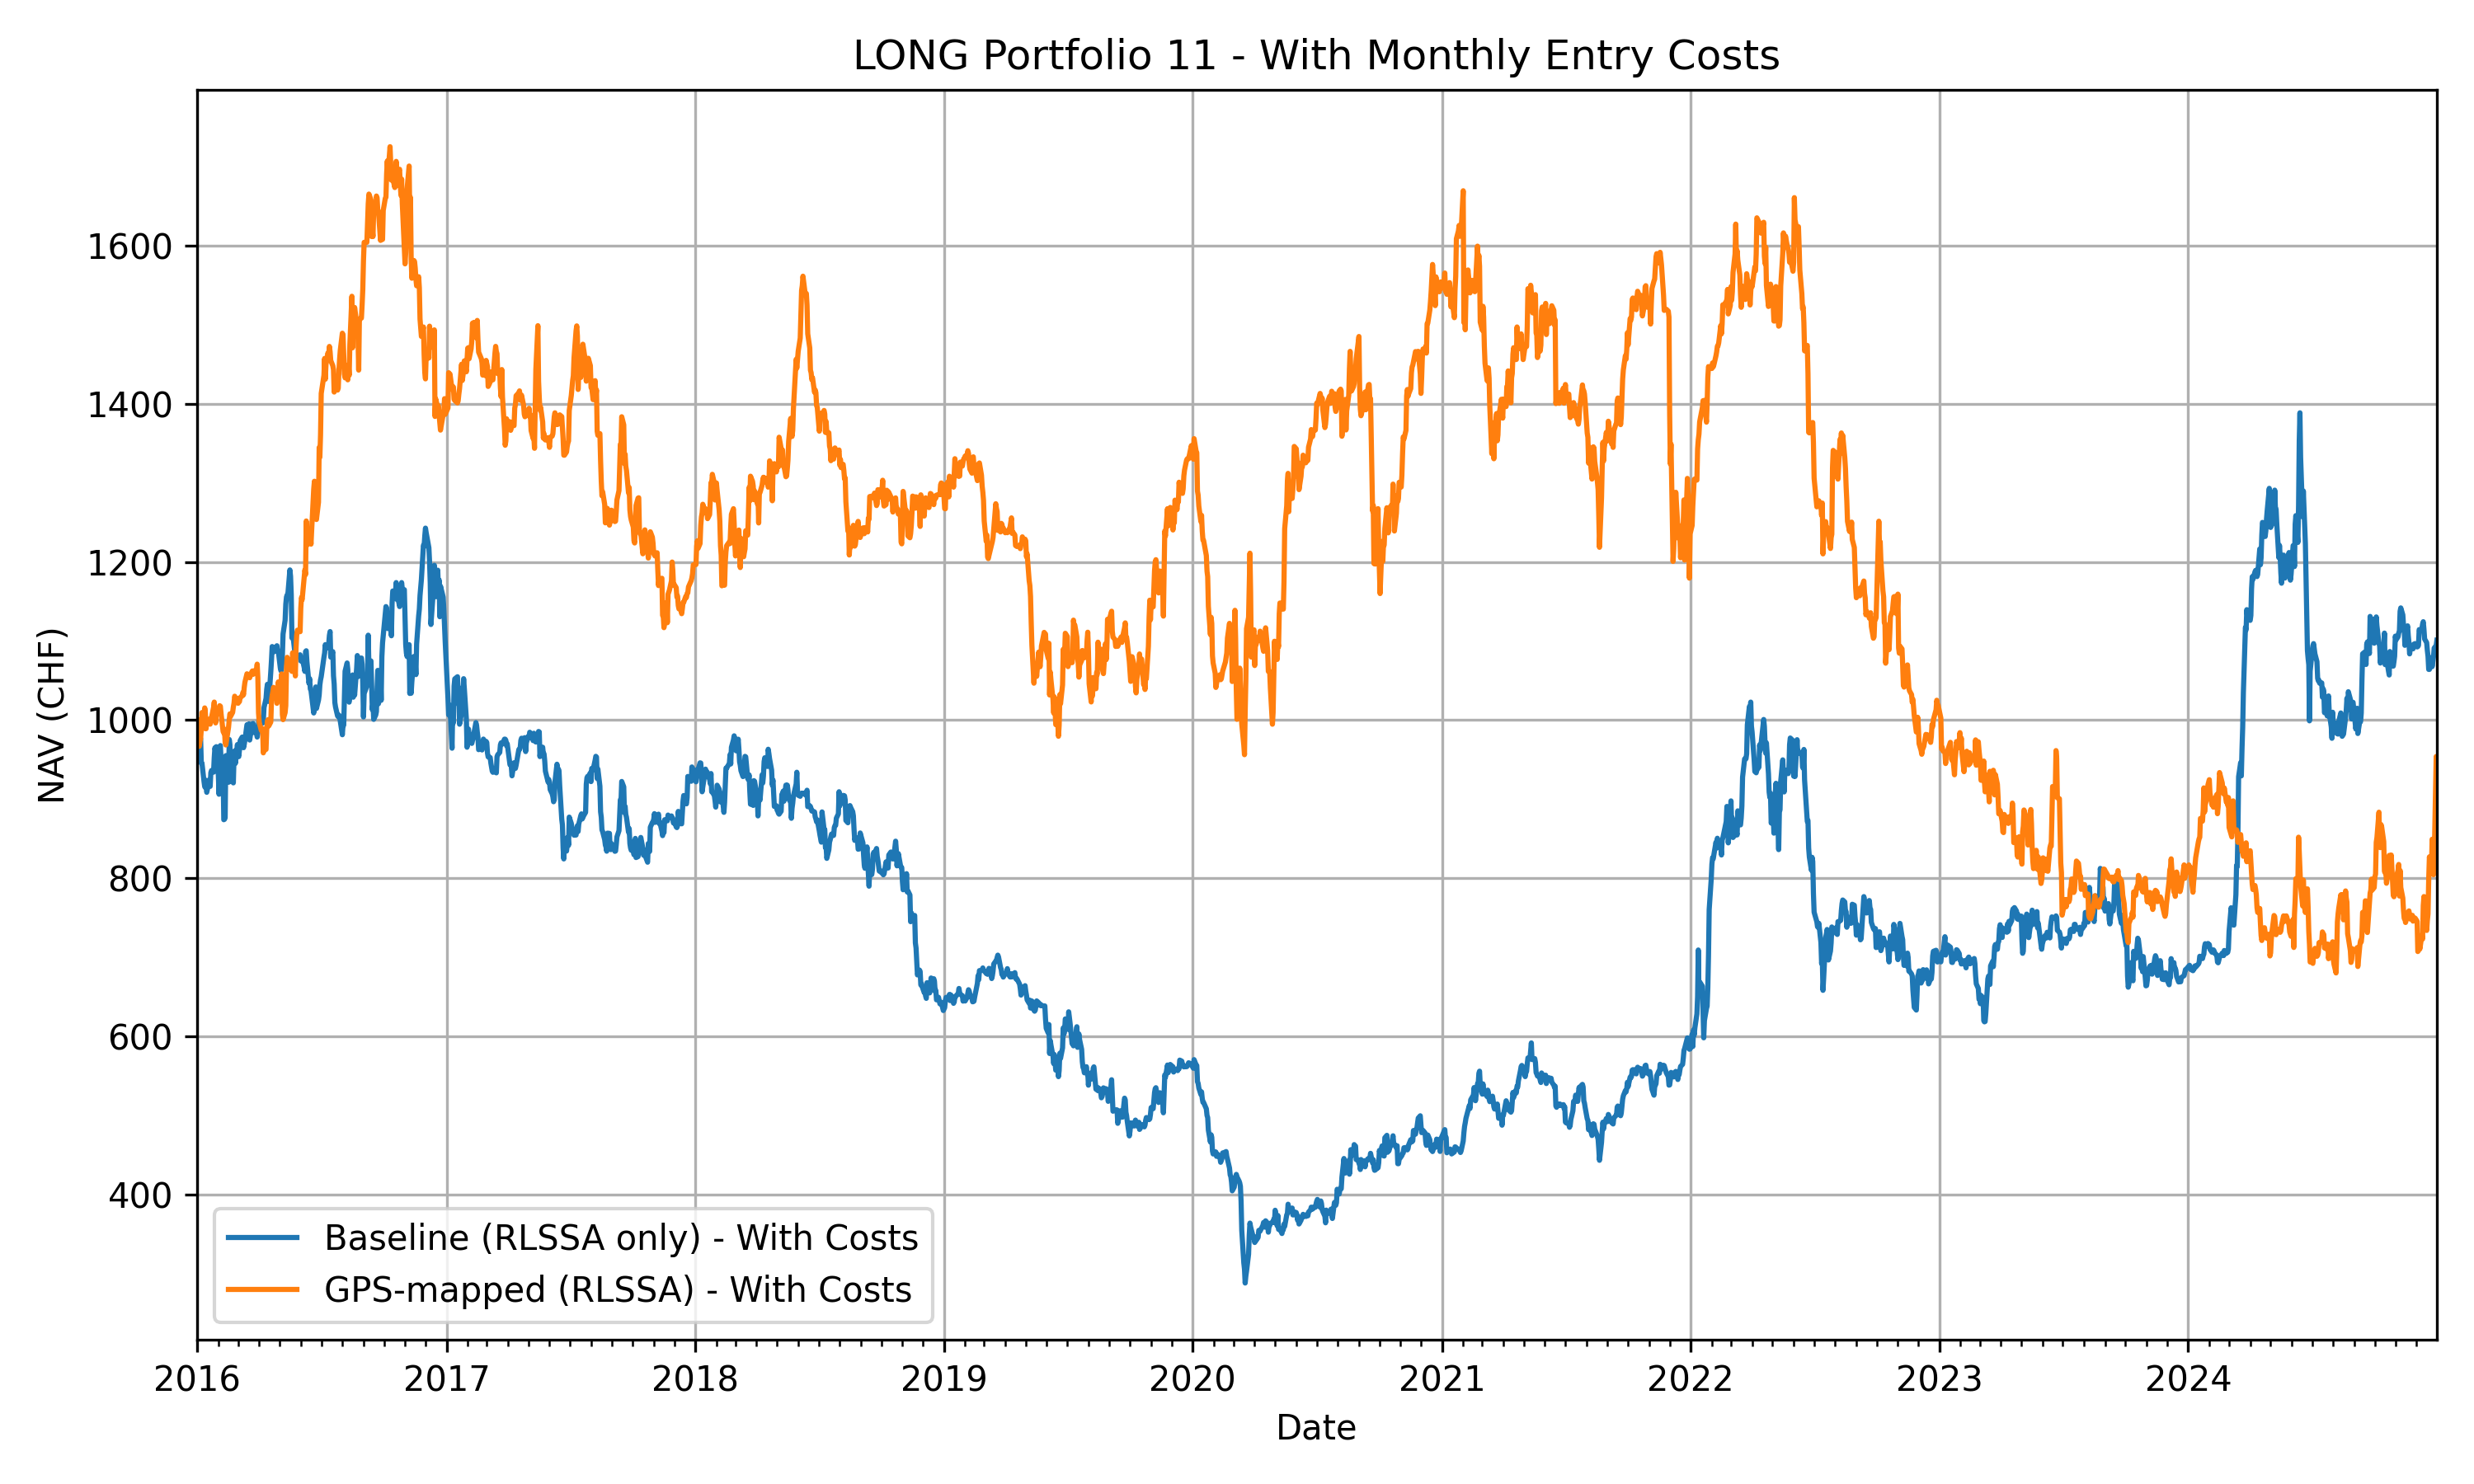 LONG Portfolio 11 - With Monthly Entry Costs
NAV (CHF)
1600
1400
1200
1000
800
600
400
Baseline (RLSSA only) - With Costs
GPS-mapped (RLSSA) - With Costs
2016 2017 2018 2019 2020 2021 2022 2023 2024
Date